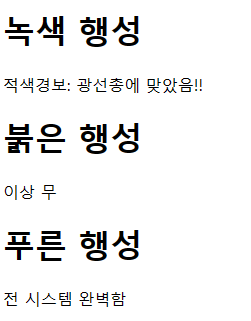 녹색 행성
적색경보: 광선총에 맞았음!!
붉은 행성
이상 무
푸른 행성
전 시스템 완벽함